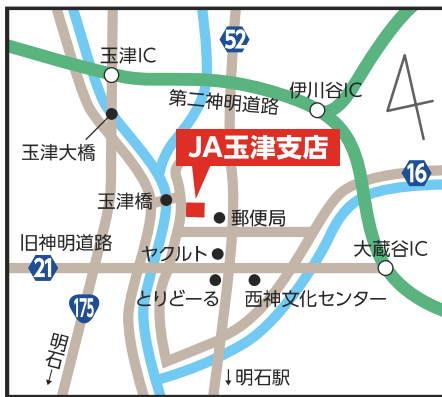 52
玉津IC
伊川谷IC
第二神明道路
玉津大橋
JA玉津支店
16
玉津橋
郵便局
旧神明道路
ヤクルト
大蔵谷IC
21
とりどーる
西神文化センター
175
明石
↓明石駅
4